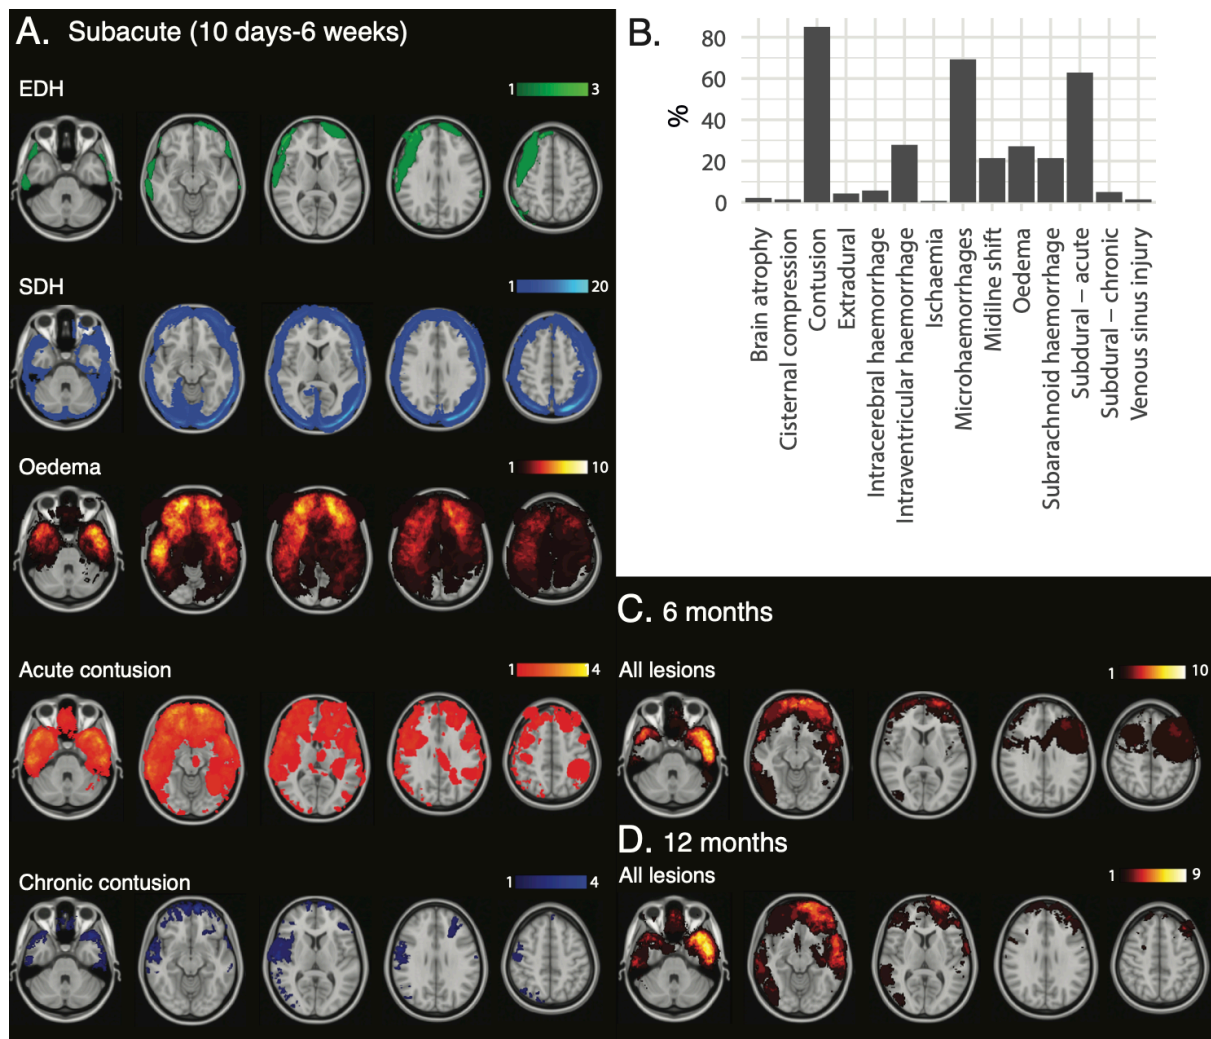 A. Subacute (10 days-6 weeks)
EDH
1 3
SDH
1 20
Oedema
1 10
Acute contusion
1 4
Chronic contusion
1 4
B.
%
80
60
40
20
0
Brain atrophy
Cisternal compression
Contusion
Extradural
Intracerebral haemorrhage
Intraventricular haemorrhage
Ischaemia
Microhaemorrhages
Midline shift
Oedema
Subarachnoid haemorrhage
Subdural – acute
Subdural – chronic
Venous sinus injury
C. 6 months
All lesions
1 10
D. 12 months
All lesions
1 9